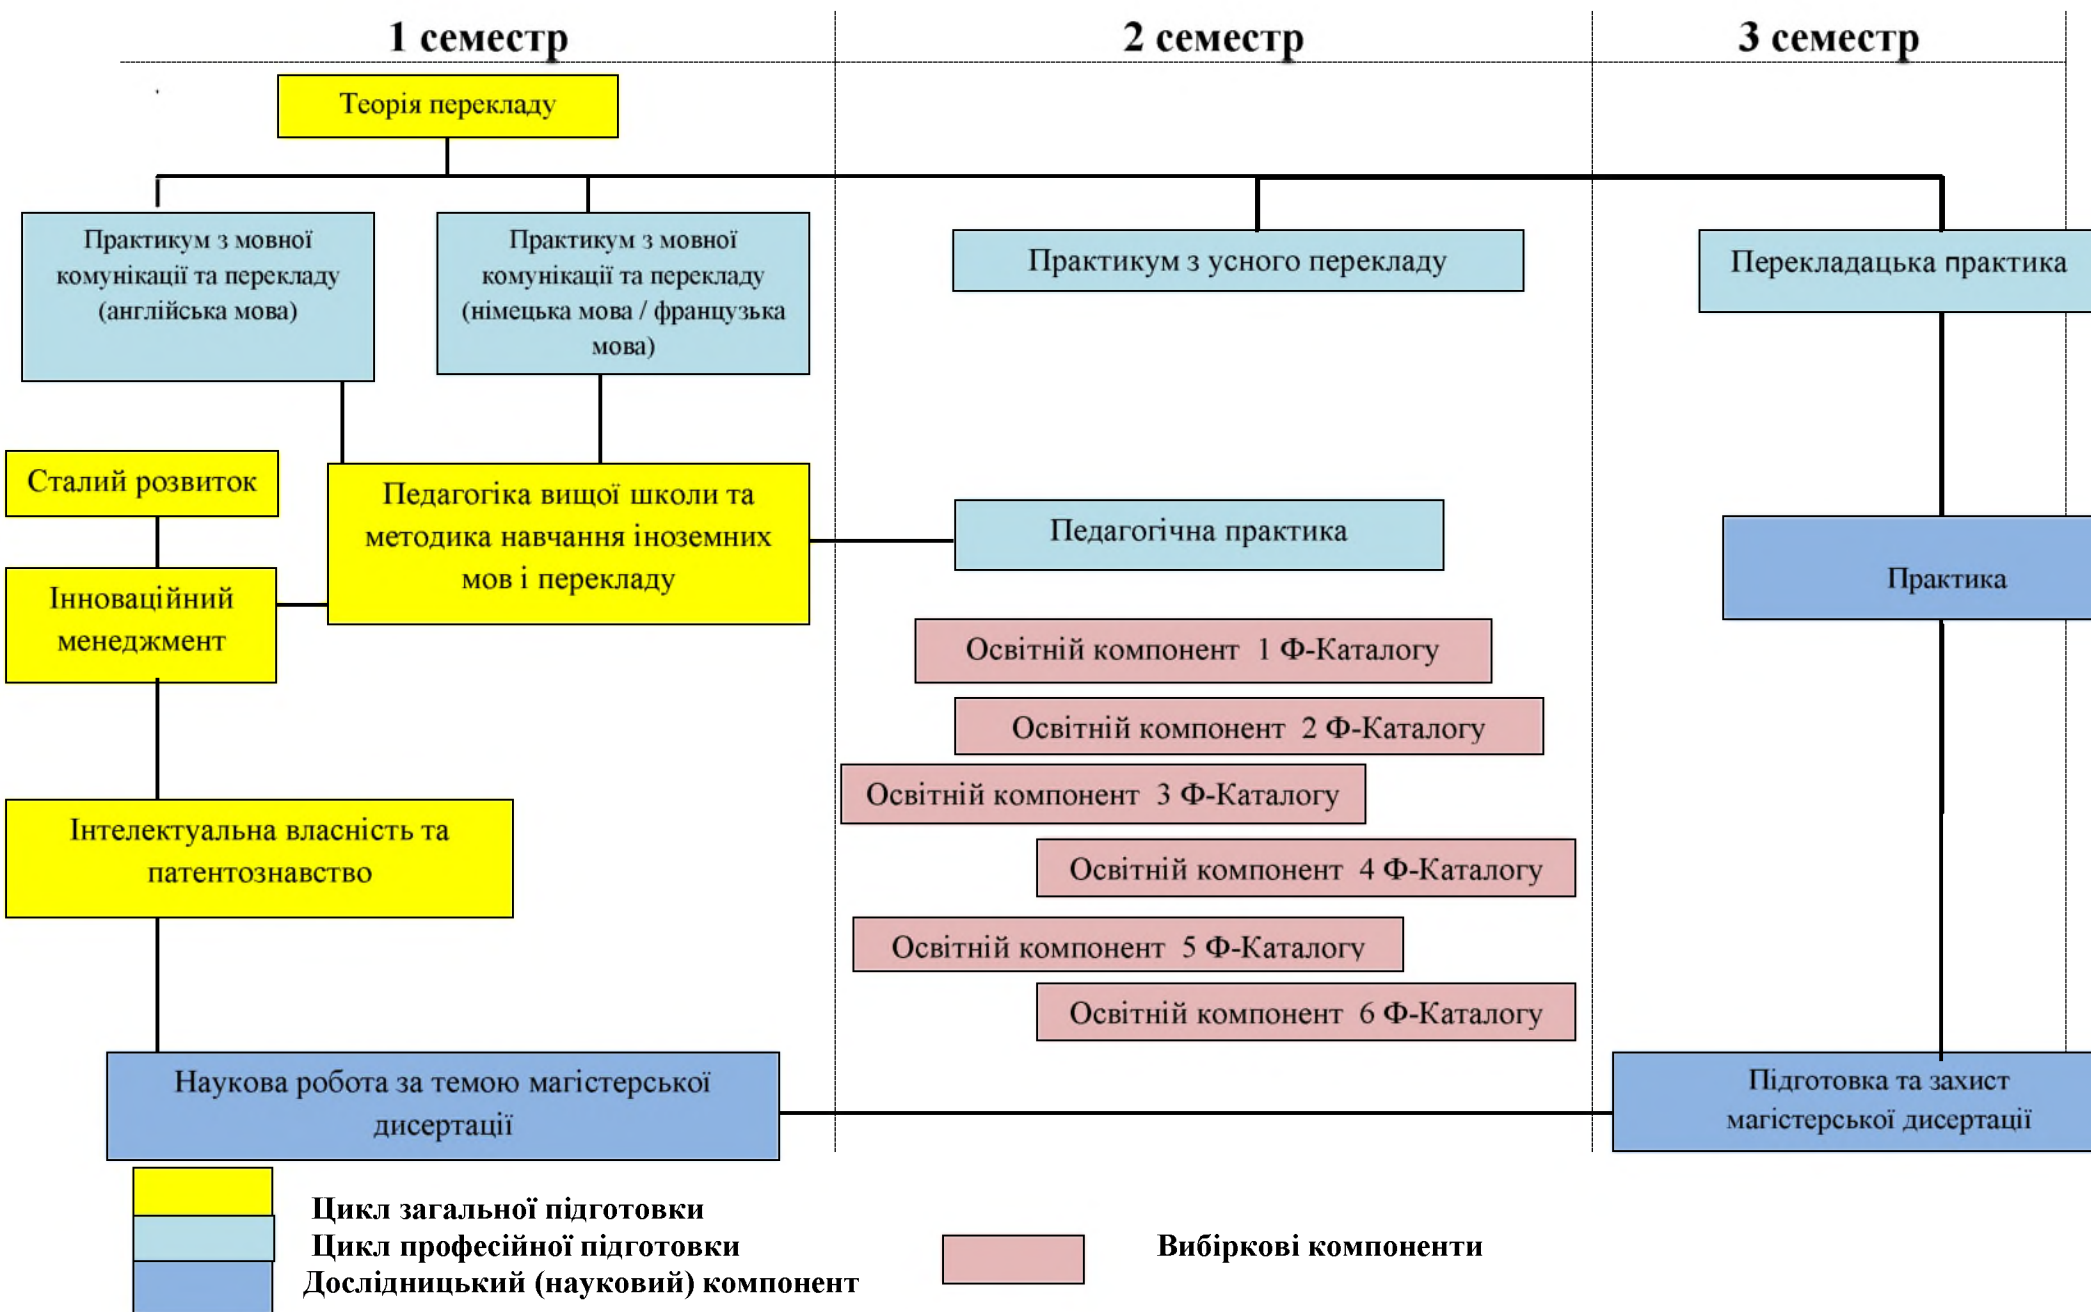 1 семестр
2 семестр
3 семестр
Теорія перекладу
Практикум з мовної
комунікації та перекладу
(англійська мова)
Практикум з мовної
комунікації та перекладу
(німецька мова / французька
мова)
Практикум з усного перекладу
Перекладацька практика
Сталий розвиток
Педагогіка вищої школи та
методика навчання іноземних
мов і перекладу
Педагогічна практика
Практика
Інноваційний
менеджмент
Освітній компонент 1 Ф-Каталогу
Освітній компонент 2 Ф-Каталогу
Освітній компонент 3 Ф-Каталогу
Інтелектуальна власність та
патентознавство
Освітній компонент 4 Ф-Каталогу
Освітній компонент 5 Ф-Каталогу
Освітній компонент 6 Ф-Каталогу
Наукова робота за темою магістерської
дисертації
Підготовка та захист
магістерської дисертації
Цикл загальної підготовки
Цикл професійної підготовки
Дослідницький (науковий) компонент
Вибіркові компоненти